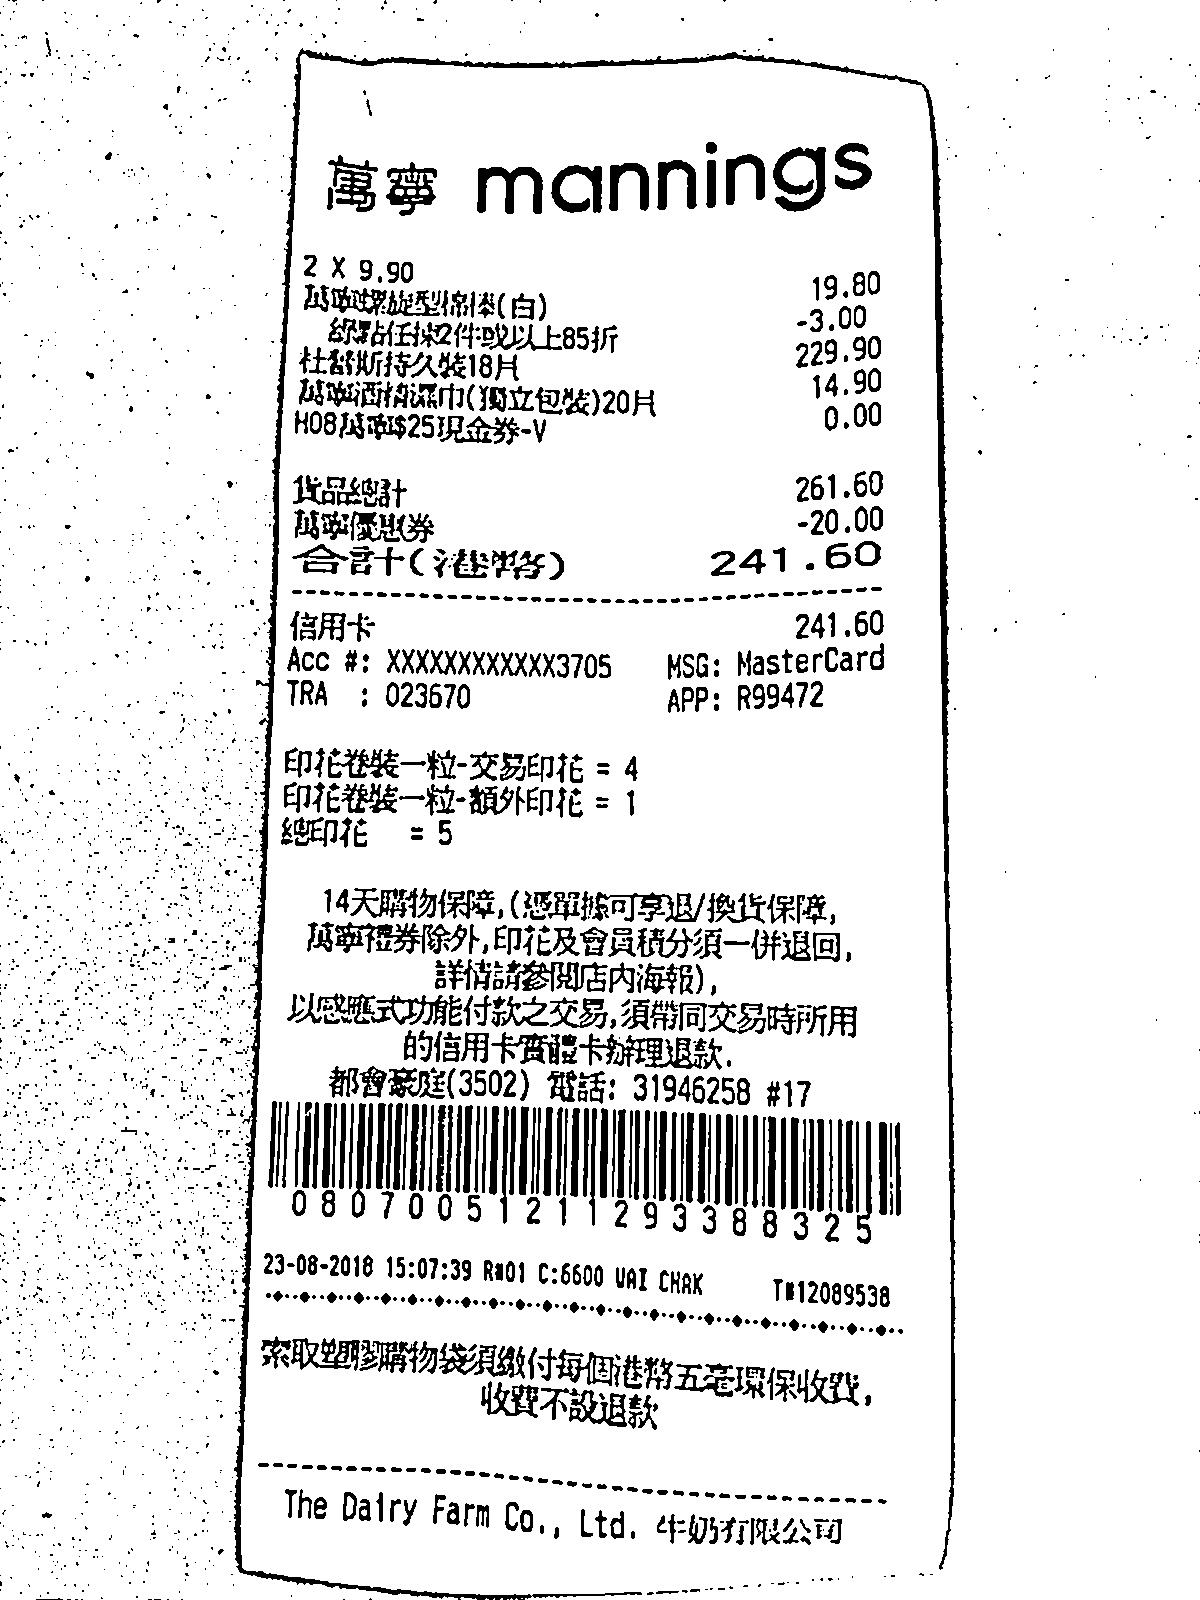 萬寧 mannings
2 X 9.90 19.80
萬寧螺旋型棉棒(白)
綠點任揀2件或以上85折 -3.00
杜蕾斯持久裝18片 229.90
萬寧酒精濕巾(獨立包裝)20片 14.90
H08萬寧$25現金券-V 0.00
貨品總計 261.60
萬寧優惠券 -20.00
合計(港幣) 241.60
信用卡 241.60
Acc #: XXXXXXXXXXXX3705 MSG: MasterCard
TRA : 023670 APP: R99472
印花卷裝一粒-交易印花 = 4
印花卷裝一粒-額外印花 = 1
總印花 = 5
14天購物保障,(憑單據可享退/換貨保障,
萬寧禮券除外,印花及會員積分須一併退回,
詳情請參閱店內海報),
以感應式功能付款之交易,須帶同交易時所用
的信用卡實體卡辦理退款.
都會豪庭(3502) 電話: 31946258 #17
08070051211293388325
23-08-2018 15:07:39 R#01 C:6600 WAI CHAK T#12089538
索取塑膠購物袋須繳付每個港幣五毫環保收費,
收費不設退款
The Dairy Farm Co., Ltd. 牛奶有限公司